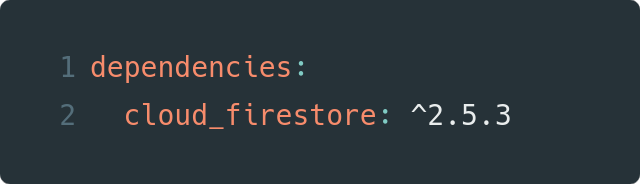 1 dependencies:
2   cloud_firestore: ^2.5.3